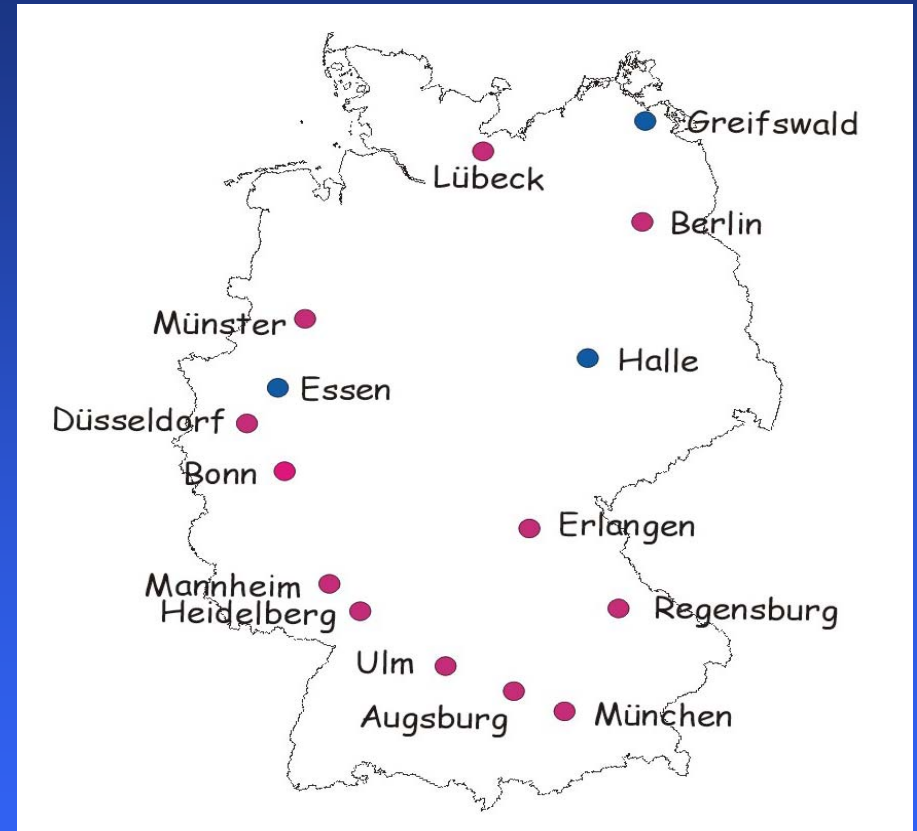 Greifswald
Lübeck
Berlin
Münster
Halle
Essen
Düsseldorf
Bonn
Erlangen
Mannheim
Heidelberg
Regensburg
Ulm
Augsburg
München